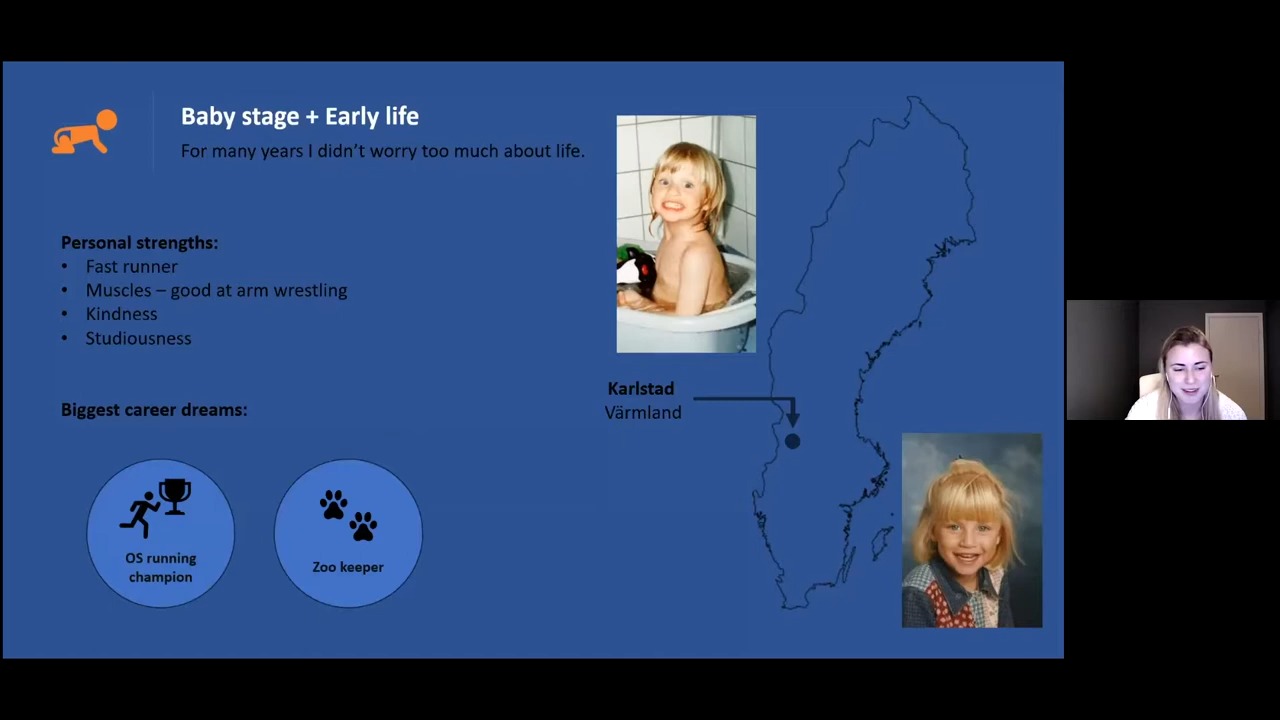 Baby stage + Early life
For many years I didn’t worry too much about life.
Personal strengths:
• Fast runner
• Muscles – good at arm wrestling
• Kindness
• Studiousness
Biggest career dreams:
OS running
champion
Zoo keeper
Karlstad
Värmland